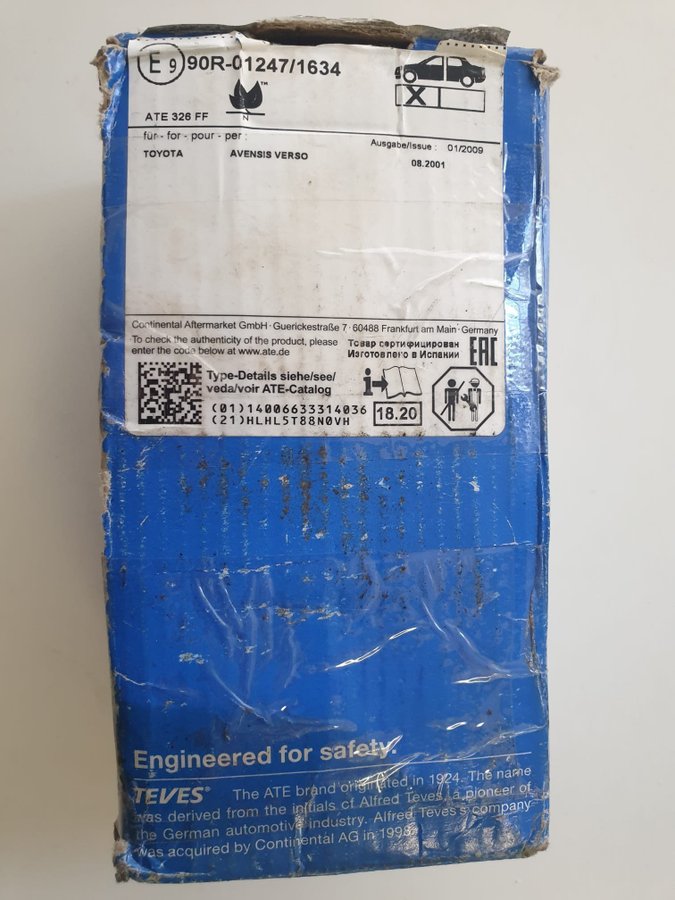 E9 90R-01247/1634
ATE 326 FF
TM
N
X
für - for - pour - per :
Ausgabe/Issue : 01/2009
TOYOTA AVENSIS VERSO
08.2001
Continental Aftermarket GmbH · Guerickestraße 7 · 60488 Frankfurt am Main · Germany
To check the authenticity of the product, please
enter the code below at www.ate.de
Товар сертифицирован
Изготовлено в Испании
EAC
Type-Details siehe/see/
veda/voir ATE-Catalog
i
(01)14006633314036
(21)HLHL5T88N0VH
18.20
Engineered for safety.
TEVES® The ATE brand originated in 1924. The name
was derived from the initials of Alfred Teves, a pioneer of
the German automotive industry. Alfred Teves's company
was acquired by Continental AG in 1998.